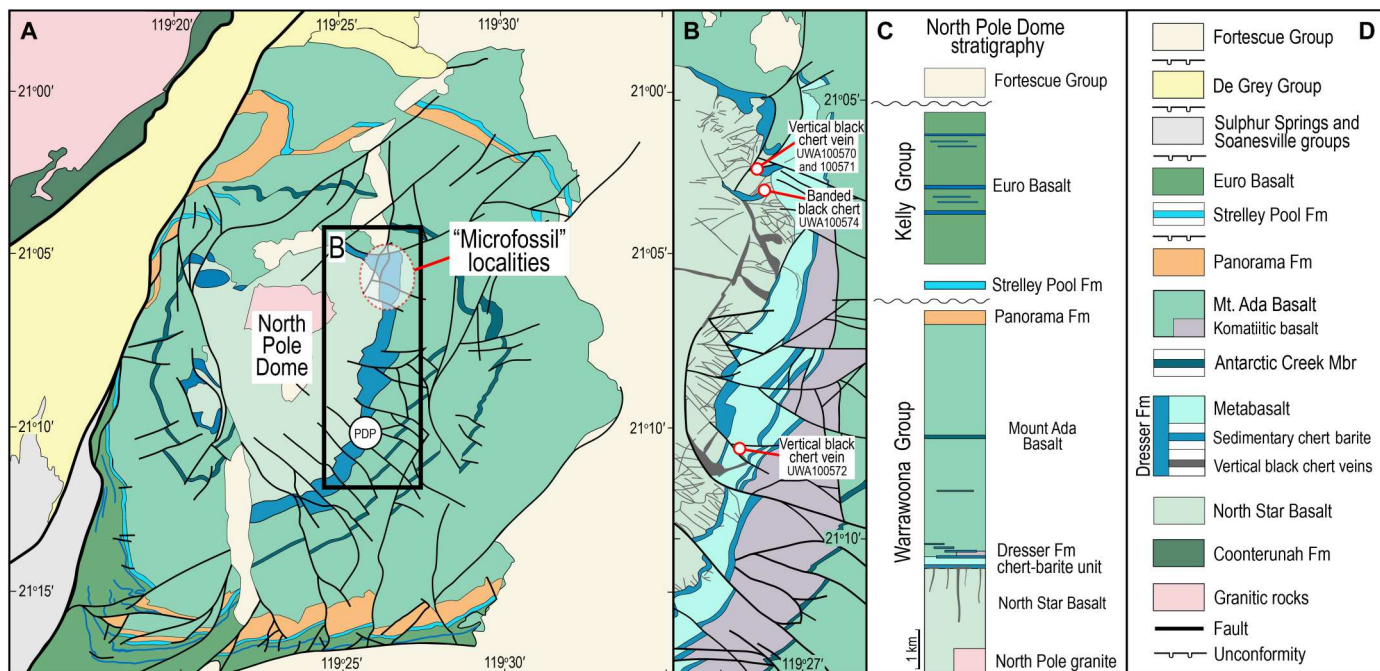 A
119°20'
119°25'
119°30'
21°00'
21°05'
21°10'
21°15'
119°25'
119°30'
North
Pole
Dome
B
"Microfossil"
localities
PDP
B
21°05'
Vertical black
chert vein
UWA100570
and 100571
Banded
black chert
UWA100574
21°10'
Vertical black
chert vein
UWA100572
21°10'
119°27'
C
North Pole Dome
stratigraphy
Fortescue Group
Kelly Group
Euro Basalt
Strelley Pool Fm
Warrawoona Group
Panorama Fm
Mount Ada
Basalt
Dresser Fm
chert-barite unit
North Star Basalt
1 km
North Pole granite
D
Fortescue Group
De Grey Group
Sulphur Springs and
Soanesville groups
Euro Basalt
Strelley Pool Fm
Panorama Fm
Mt. Ada Basalt
Komatiitic basalt
Antarctic Creek Mbr
Dresser Fm
Metabasalt
Sedimentary chert barite
Vertical black chert veins
North Star Basalt
Coonterunah Fm
Granitic rocks
Fault
Unconformity